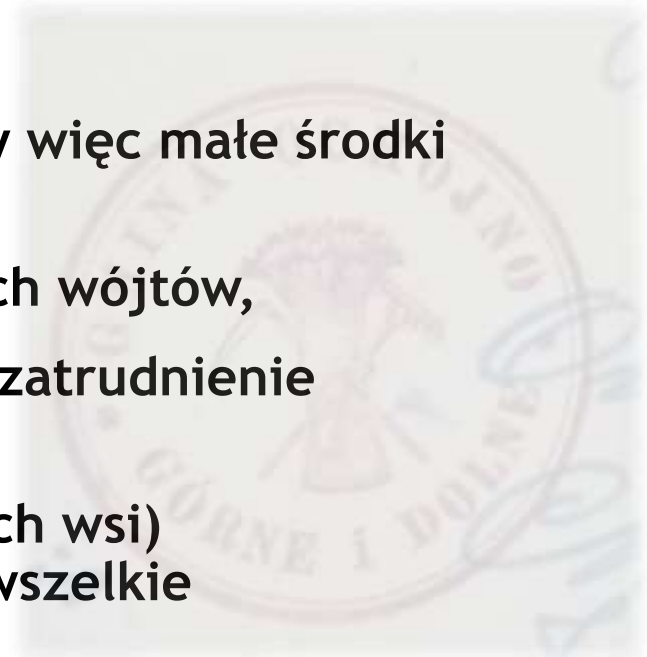 więc małe środki
ch wójtów,
zatrudnienie
ch wsi)
wszelkie
GÓRNE i DOLNE